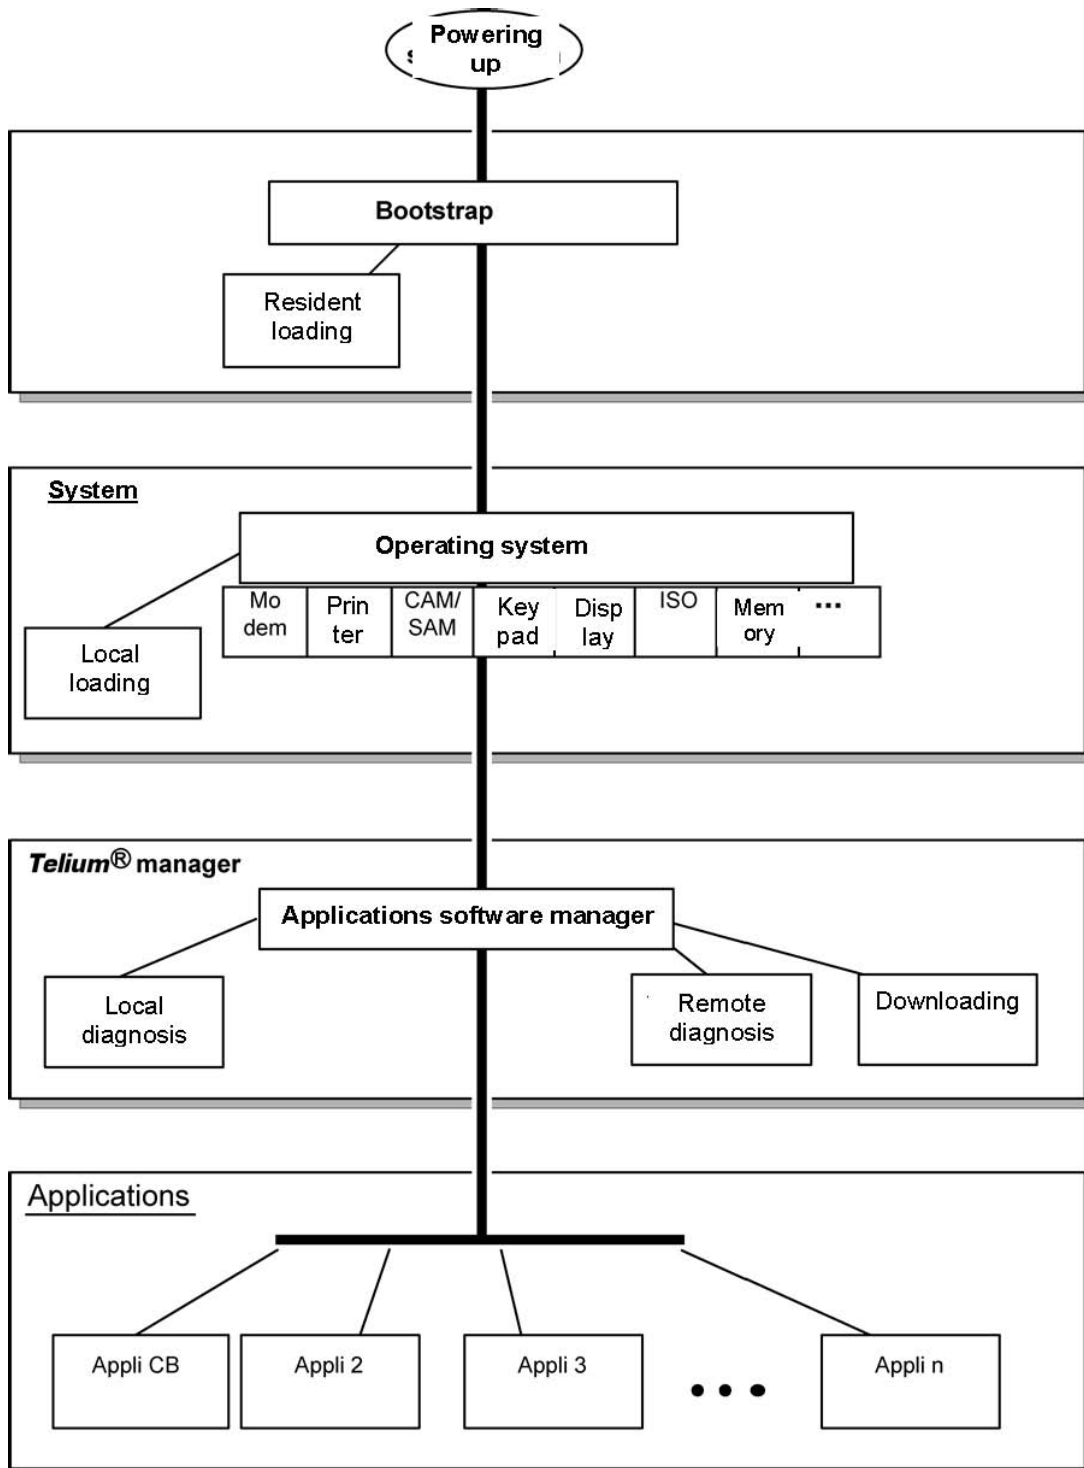 Powering
up
Bootstrap
Resident
loading
System
Operating system
Mo
dem
Prin
ter
CAM/
SAM
Key
pad
Disp
lay
ISO
Mem
ory
...
Local
loading
Telium® manager
Applications software manager
Local
diagnosis
Remote
diagnosis
Downloading
Applications
Appli CB
Appli 2
Appli 3
● ● ●
Appli n